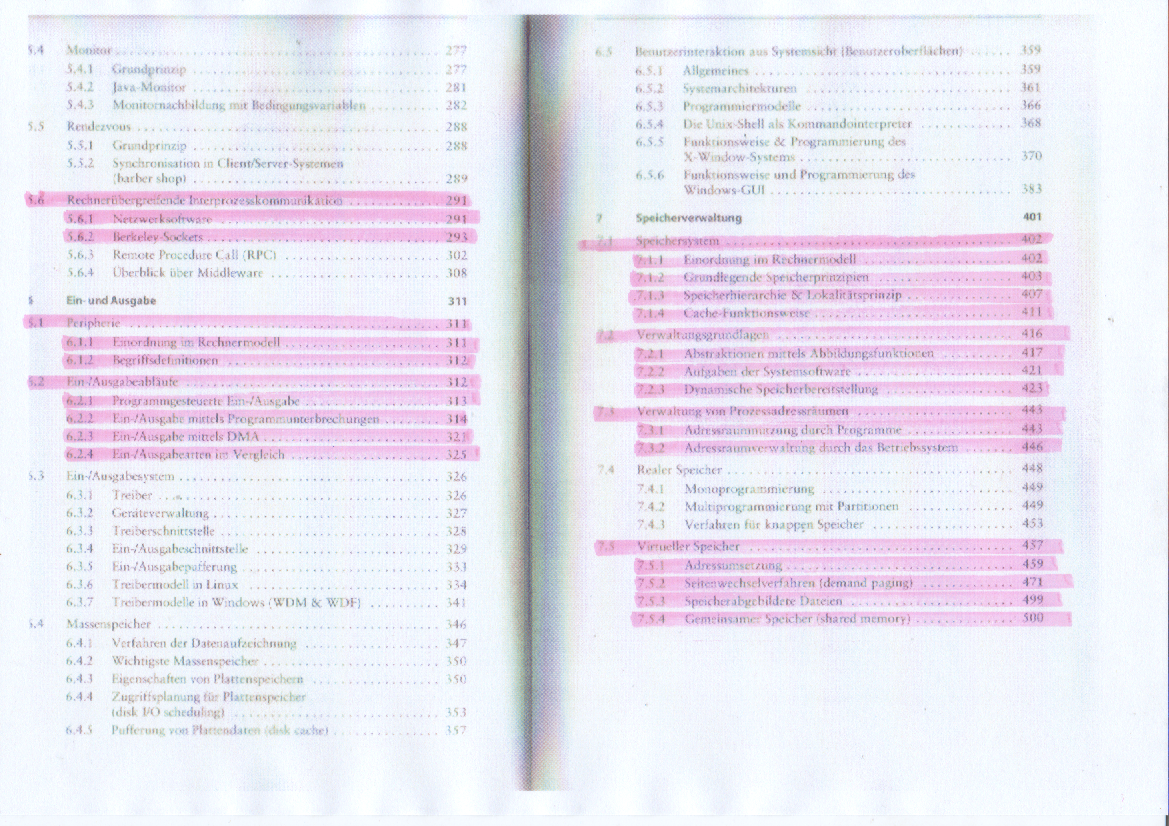 5.4 Monitor 277
5.4.1 Grundprinzip 277
5.4.2 Java-Monitor 281
5.4.3 Monitornachbildung mit Bedingungsvariablen 282
5.5 Rendezvous 288
5.5.1 Grundprinzip 288
5.5.2 Synchronisation in Client/Server-Systemen
(barber shop) 289
5.6 Rechnerübergreifende Interprozesskommunikation 291
5.6.1 Netzwerksoftware 291
5.6.2 Berkeley-Sockets 293
5.6.3 Remote Procedure Call (RPC) 302
5.6.4 Überblick über Middleware 308
Ein- und Ausgabe 311
.1 Peripherie 311
6.1.1 Einordnung im Rechnermodell 311
6.1.2 Begriffsdefinitionen 312
.2 Ein-/Ausgabeabläufe 312
6.2.1 Programmgesteuerte Ein-/Ausgabe 313
6.2.2 Ein-/Ausgabe mittels Programmunterbrechungen 314
6.2.3 Ein-/Ausgabe mittels DMA 321
6.2.4 Ein-/Ausgabearten im Vergleich 325
.3 Ein-/Ausgabesystem 326
6.3.1 Treiber 326
6.3.2 Geräteverwaltung 327
6.3.3 Treiberschnittstelle 328
6.3.4 Ein-/Ausgabeschnittstelle 329
6.3.5 Ein-/Ausgabepufferung 333
6.3.6 Treibermodell in Linux 334
6.3.7 Treibermodelle in Windows (WDM & WDF) 341
.4 Massenspeicher 346
6.4.1 Verfahren der Datenaufzeichnung 347
6.4.2 Wichtigste Massenspeicher 350
6.4.3 Eigenschaften von Plattenspeichern 350
6.4.4 Zugriffsplanung für Plattenspeicher
(disk I/O scheduling) 353
6.4.5 Pufferung von Plattendaten (disk cache) 357
6.5 Benutzerinteraktion aus Systemsicht (Benutzeroberflächen) 359
6.5.1 Allgemeines 359
6.5.2 Systemarchitekturen 361
6.5.3 Programmiermodelle 366
6.5.4 Die Unix-Shell als Kommandointerpreter 368
6.5.5 Funktionsweise & Programmierung des
X-Window-Systems 370
6.5.6 Funktionsweise und Programmierung des
Windows-GUI 383
7 Speicherverwaltung 401
7.1 Speichersystem 402
7.1.1 Einordnung im Rechnermodell 402
7.1.2 Grundlegende Speicherprinzipien 403
7.1.3 Speicherhierarchie & Lokalitätsprinzip 407
7.1.4 Cache-Funktionsweise 411
7.2 Verwaltungsgrundlagen 416
7.2.1 Abstraktionen mittels Abbildungsfunktionen 417
7.2.2 Aufgaben der Systemsoftware 421
7.2.3 Dynamische Speicherbereitstellung 423
7.3 Verwaltung von Prozessadressräumen 443
7.3.1 Adressraumnutzung durch Programme 443
7.3.2 Adressraumverwaltung durch das Betriebssystem 446
7.4 Realer Speicher 448
7.4.1 Monoprogrammierung 449
7.4.2 Multiprogrammierung mit Partitionen 449
7.4.3 Verfahren für knappen Speicher 453
7.5 Virtueller Speicher 457
7.5.1 Adressumsetzung 459
7.5.2 Seitenwechselverfahren (demand paging) 471
7.5.3 Speicherabgebildete Dateien 499
7.5.4 Gemeinsamer Speicher (shared memory) 500